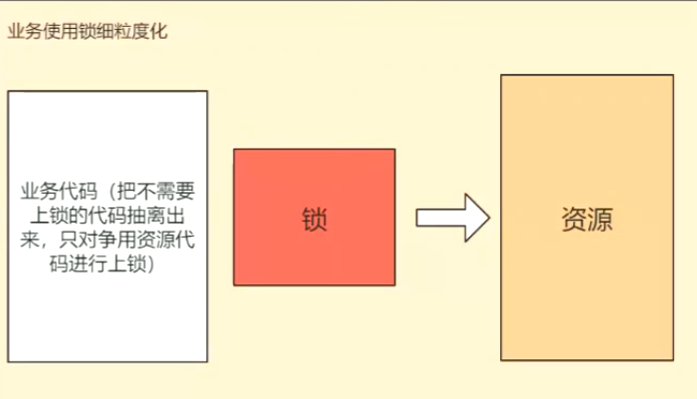 业务使用锁细粒度化
业务代码（把不需要
上锁的代码抽离出
来，只对争用资源代
码进行上锁）
锁
资源